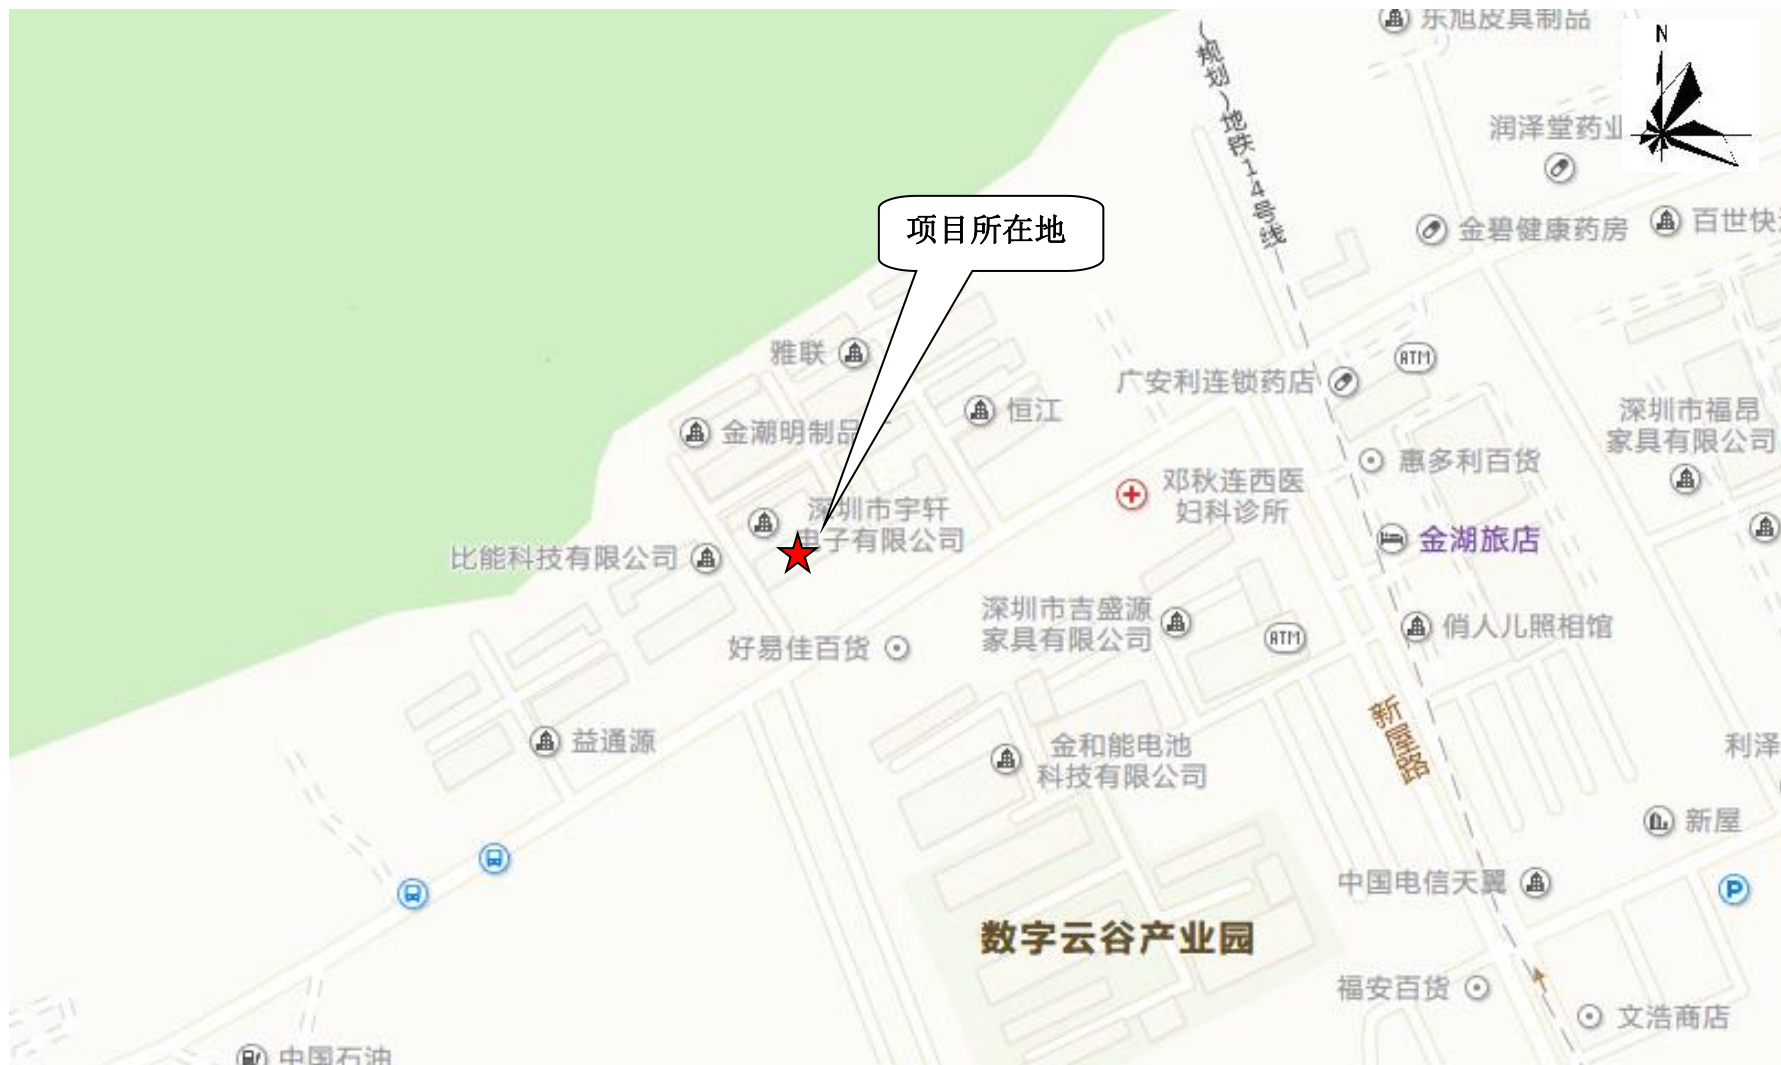 东旭皮具制品
N
(规划)地铁14号线
润泽堂药业
项目所在地
金碧健康药房
百世快
雅联
ATM
广安利连锁药店
恒江
深圳市福昂
家具有限公司
金潮明制品
惠多利百货
邓秋连西医
妇科诊所
深圳市宇轩
电子有限公司
金湖旅店
比能科技有限公司
深圳市吉盛源
家具有限公司
ATM
俏人儿照相馆
好易佳百货
新屋路
益通源
金和能电池
科技有限公司
利泽
新屋
中国电信天翼
P
数字云谷产业园
福安百货
文浩商店
中国石油